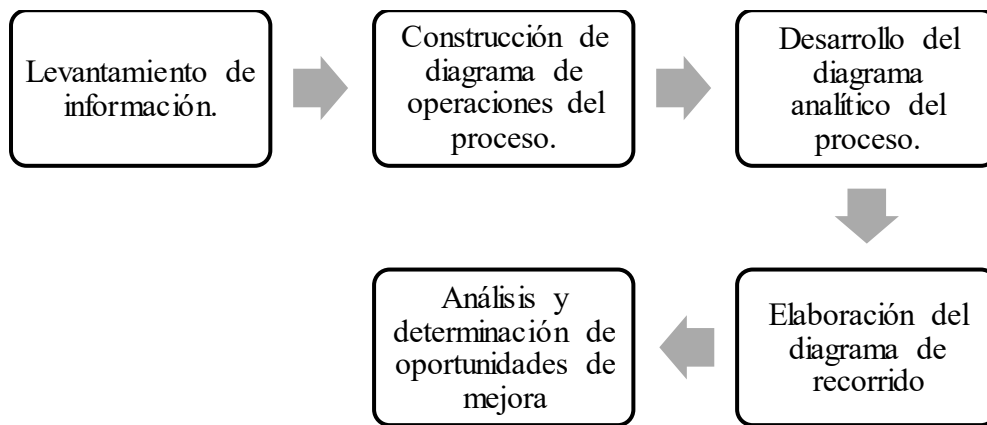 Levantamiento de
información.
Construcción de
diagrama de
operaciones del
proceso.
Desarrollo del
diagrama
analítico del
proceso.
Elaboración del
diagrama de
recorrido
Análisis y
determinación de
oportunidades de
mejora